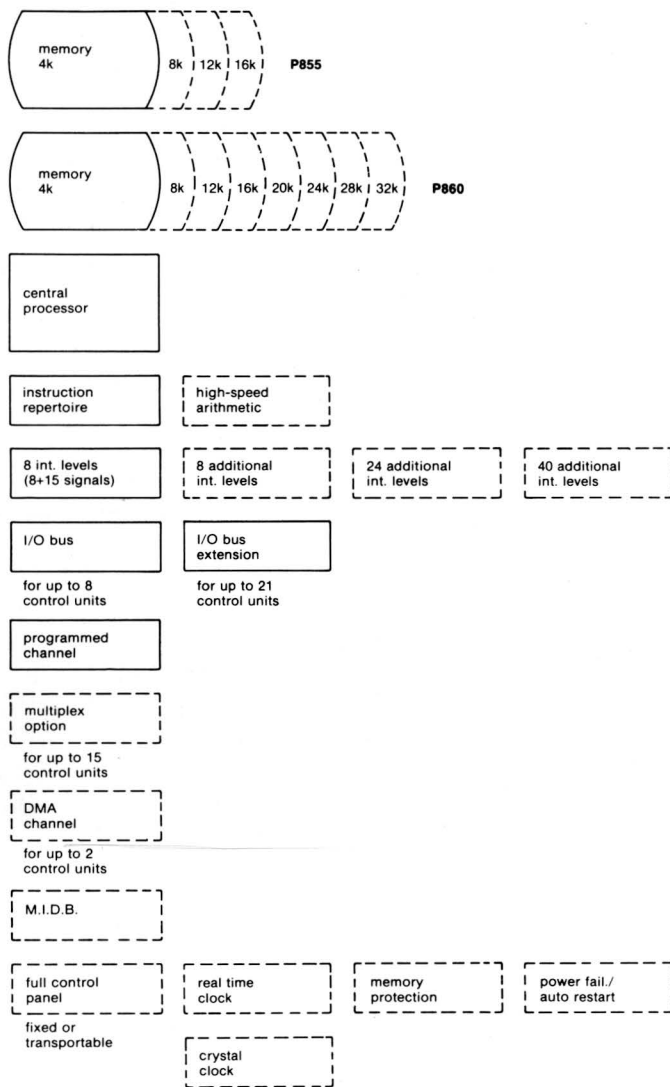 memory
4k
8k 12k 16k P855
memory
4k
8k 12k 16k 20k 24k 28k 32k P860
central
processor
instruction
repertoire
high-speed
arithmetic
8 int. levels
(8+15 signals)
8 additional
int. levels
24 additional
int. levels
40 additional
int. levels
I/O bus
I/O bus
extension
for up to 8
control units
for up to 21
control units
programmed
channel
multiplex
option
for up to 15
control units
DMA
channel
for up to 2
control units
M.I.D.B.
full control
panel
real time
clock
memory
protection
power fail./
auto restart
fixed or
transportable
crystal
clock